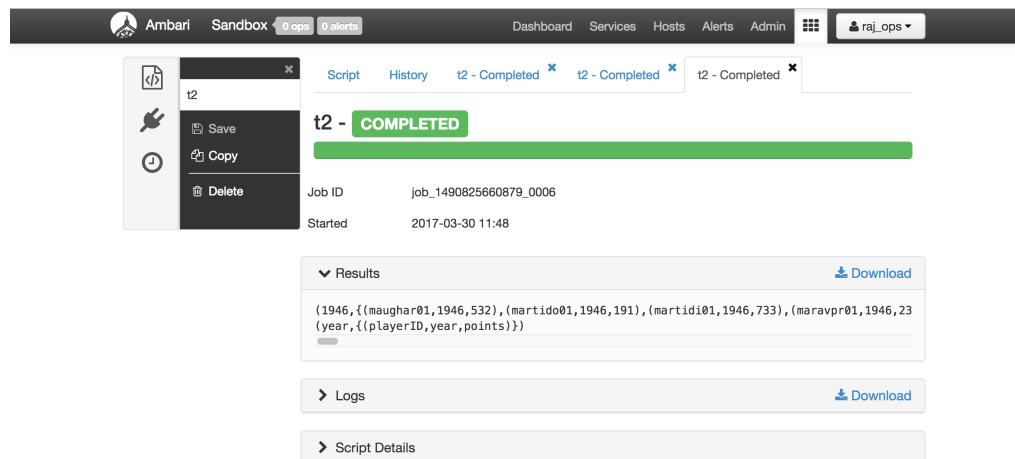 Ambari Sandbox 0 ops 0 alerts Dashboard Services Hosts Alerts Admin raj_ops
Script History t2 - Completed t2 - Completed t2 - Completed
t2
Save
Copy
Delete
t2 - COMPLETED
Job ID job_1490825660879_0006
Started 2017-03-30 11:48
Results Download
(1946,{(maughar01,1946,532),(martido01,1946,191),(martidi01,1946,733),(maravpr01,1946,23
(year,{(playerID,year,points)})
Logs Download
Script Details